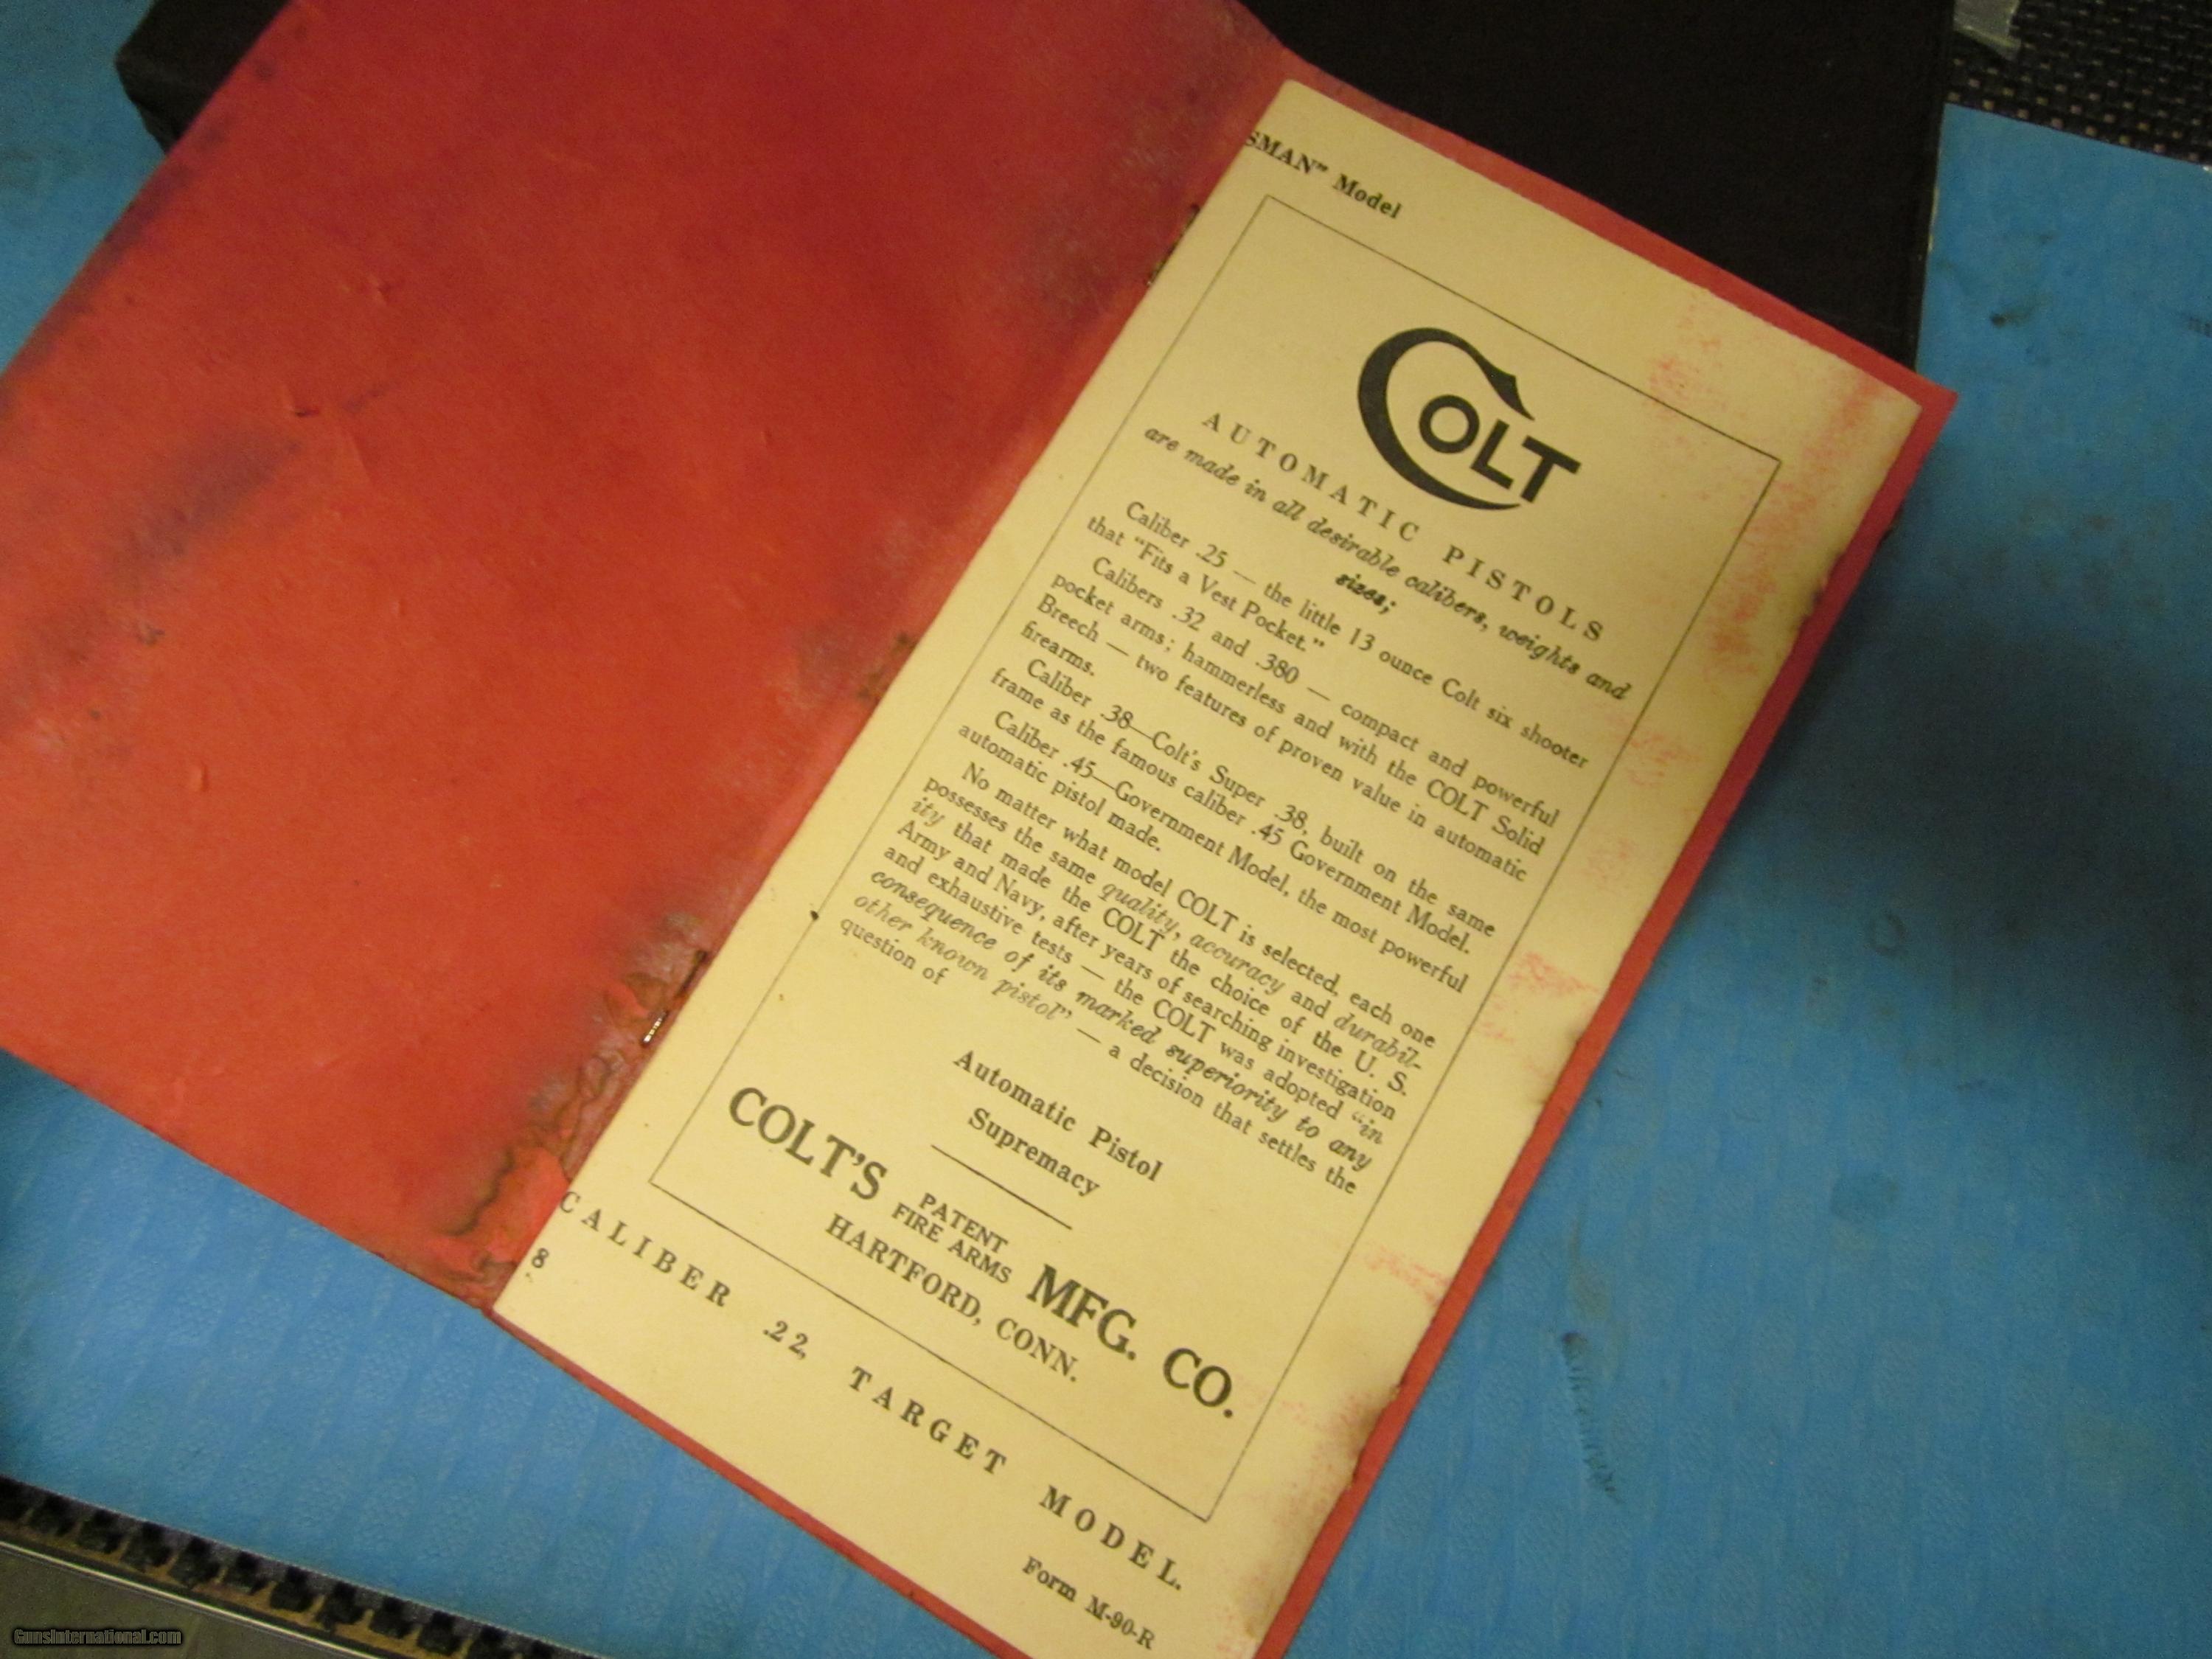 SMAN" Model
COLT
AUTOMATIC PISTOLS
are made in all desirable calibers, weights and
sizes;
Caliber .25 — the little 13 ounce Colt six shooter
that "Fits a Vest Pocket."
Calibers .32 and .380 — compact and powerful
pocket arms; hammerless and with the COLT Solid
Breech — two features of proven value in automatic
firearms.
Caliber .38—Colt's Super .38, built on the same
frame as the famous caliber .45 Government Model.
Caliber .45—Government Model, the most powerful
automatic pistol made.
No matter what model COLT is selected, each one
possesses the same quality, accuracy and durabil-
ity that made the COLT the choice of the U. S.
Army and Navy, after years of searching investigation
and exhaustive tests — the COLT was adopted "in
consequence of its marked superiority to any
other known pistol" — a decision that settles the
question of
Automatic Pistol
Supremacy
COLT'S PATENT FIRE ARMS MFG. CO.
HARTFORD, CONN.
CALIBER .22, TARGET MODEL.
8
Form M-90-R
GunsInternational.com